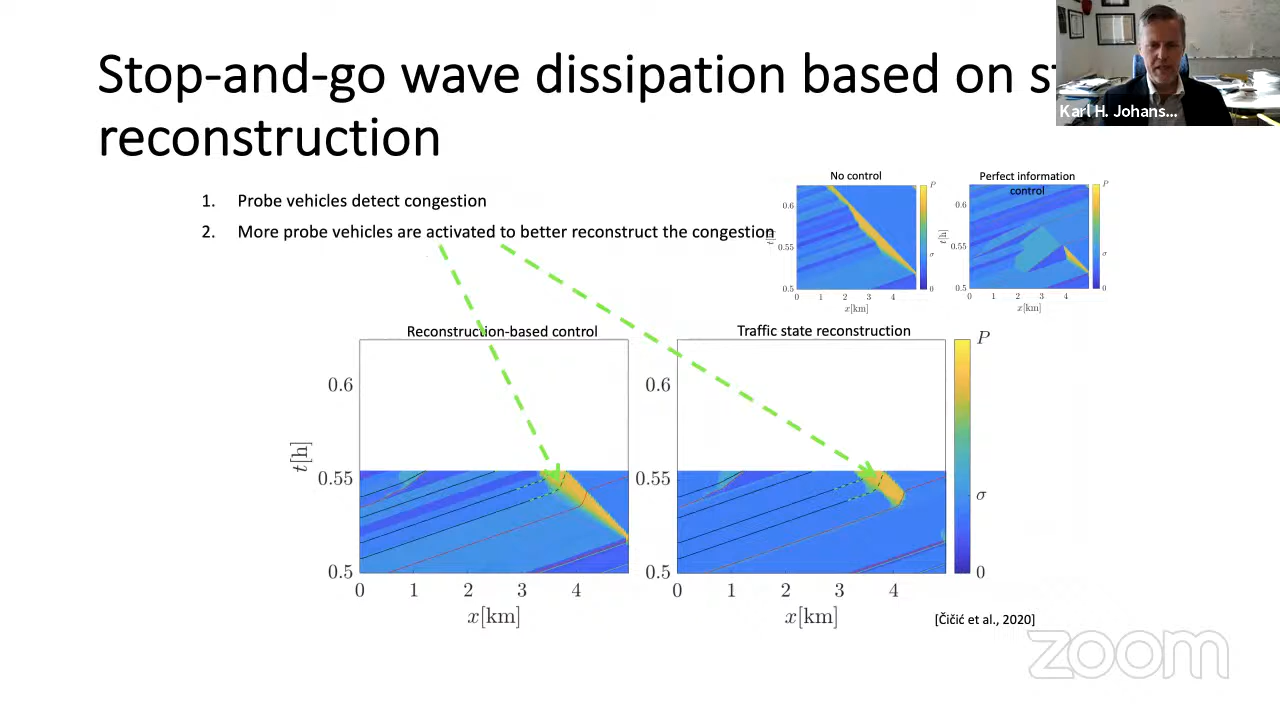 Stop-and-go wave dissipation based on
reconstruction
Karl H. Johans...
1. Probe vehicles detect congestion
2. More probe vehicles are activated to better reconstruct the congestion
No control
P
0.6
t[h]
0.55
σ
0.5
0
0 1 2 3 4
x[km]
Perfect information
control
P
0.6
t[h]
0.55
σ
0.5
0
0 1 2 3 4
x[km]
Reconstruction-based control
0.6
t[h]
0.55
0.5
0 1 2 3 4
x[km]
Traffic state reconstruction
P
0.6
0.55
σ
0.5
0
0 1 2 3 4
x[km]
[Čičić et al., 2020]
zoom